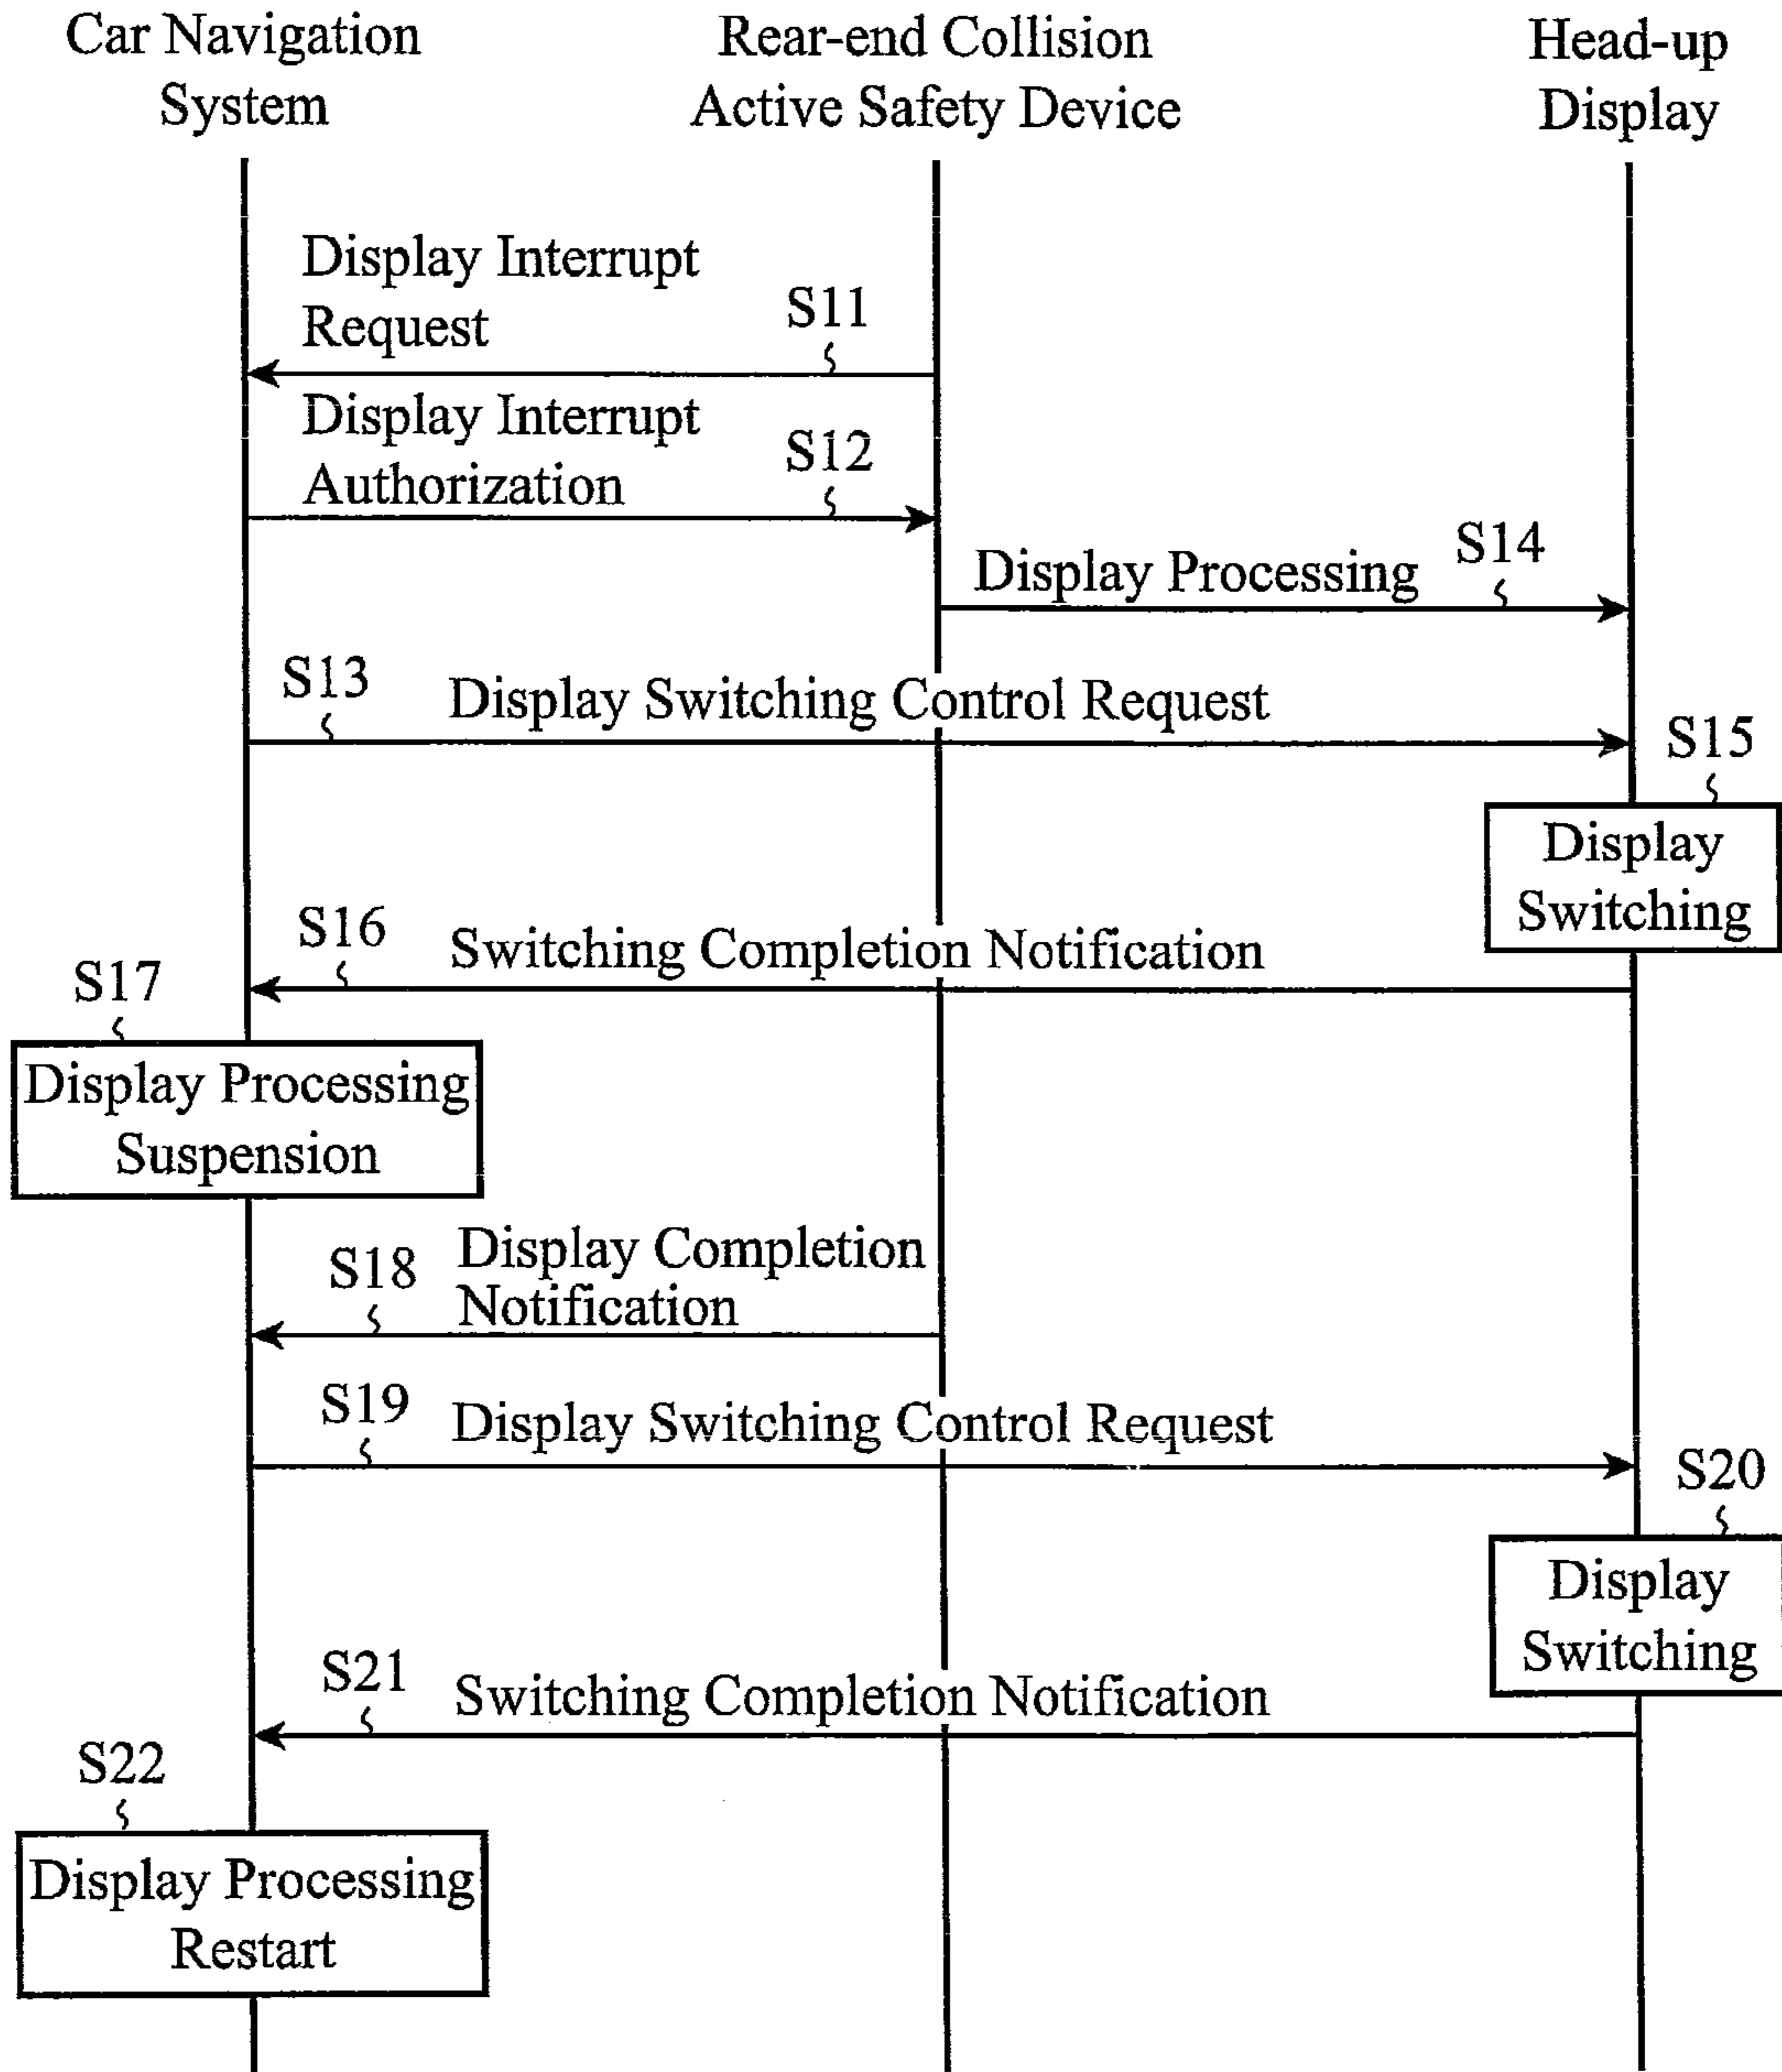 Car Navigation
System
Rear-end Collision
Active Safety Device
Head-up
Display
Display Interrupt
Request
S11
Display Interrupt
Authorization
S12
Display Processing
S14
S13
Display Switching Control Request
S15
Display
Switching
S16
Switching Completion Notification
S17
Display Processing
Suspension
S18
Display Completion
Notification
S19
Display Switching Control Request
S20
Display
Switching
S21
Switching Completion Notification
S22
Display Processing
Restart